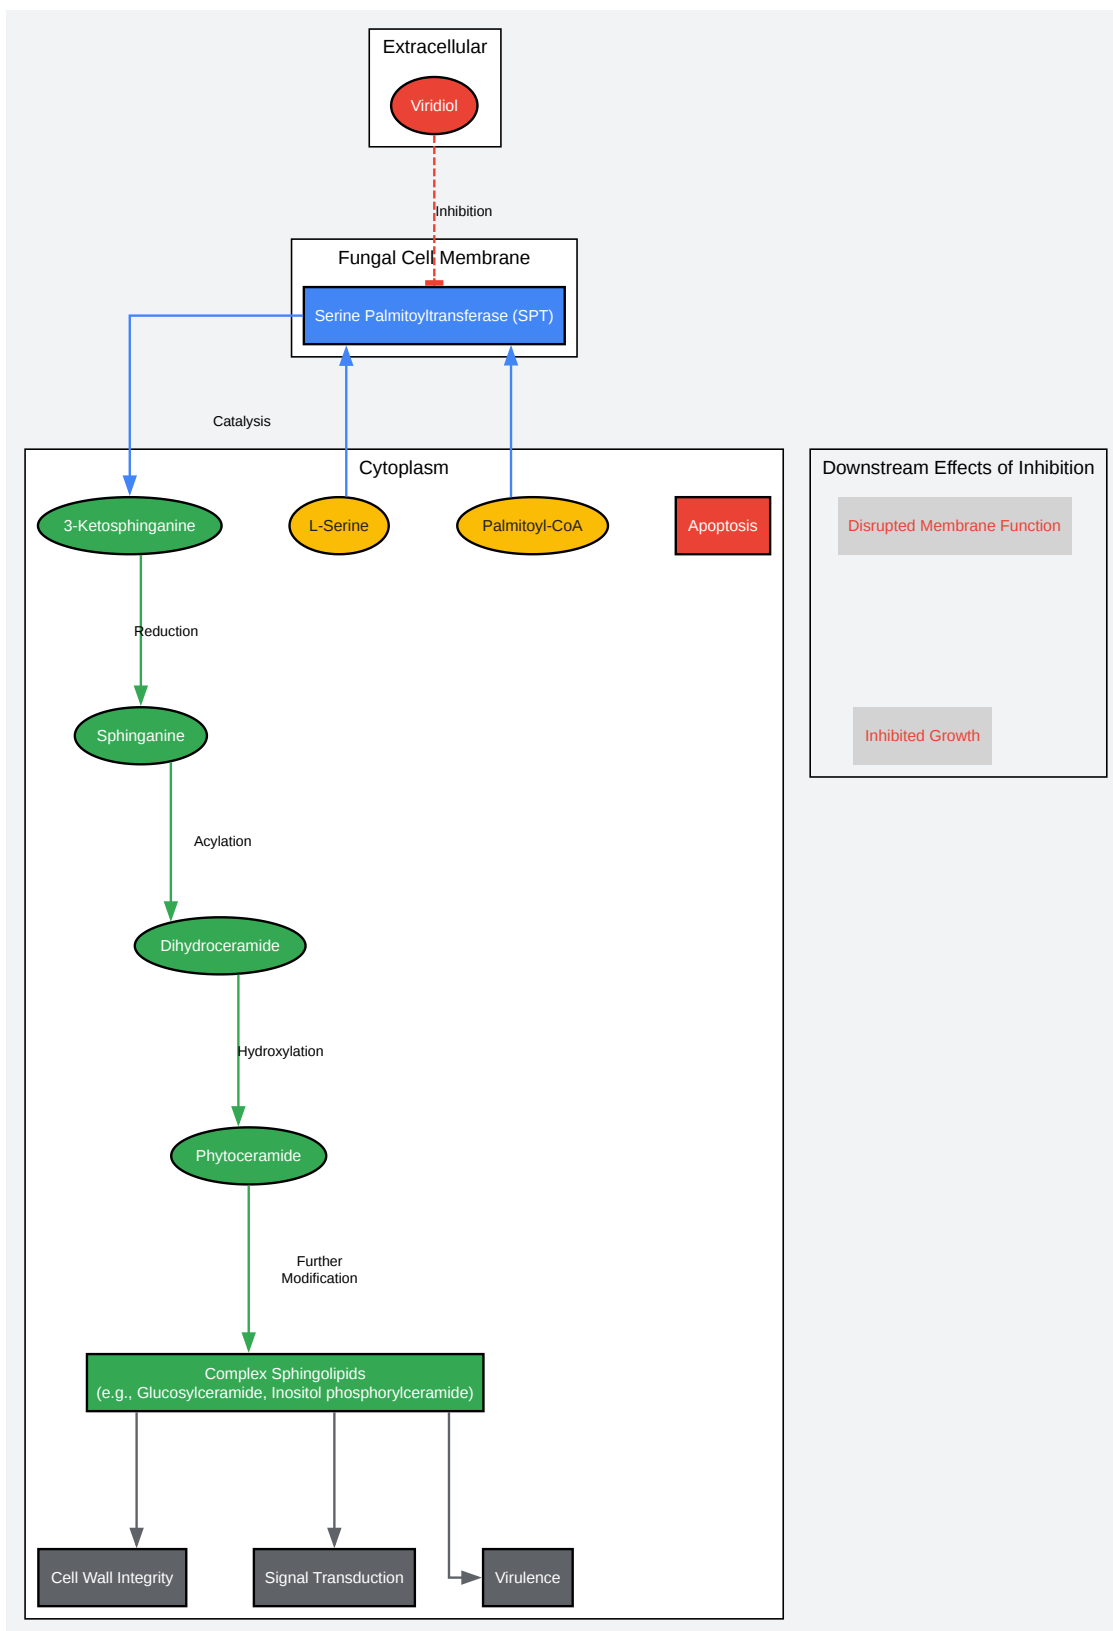 Extracellular
Viridiol
Inhibition
Fungal Cell Membrane
Serine Palmitoyltransferase (SPT)
Catalysis
Cytoplasm
3-Ketosphinganine
L-Serine
Palmitoyl-CoA
Apoptosis
Downstream Effects of Inhibition
Disrupted Membrane Function
Reduction
Sphinganine
Inhibited Growth
Acylation
Dihydroceramide
Hydroxylation
Phytoceramide
Further
Modification
Complex Sphingolipids
(e.g., Glucosylceramide, Inositol phosphorylceramide)
Cell Wall Integrity
Signal Transduction
Virulence